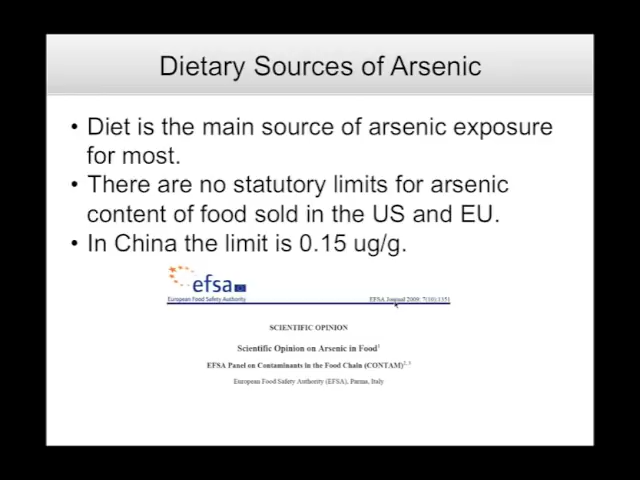 Dietary Sources of Arsenic
• Diet is the main source of arsenic exposure
for most.
• There are no statutory limits for arsenic
content of food sold in the US and EU.
• In China the limit is 0.15 ug/g.
efsa
European Food Safety Authority
EFSA Journal 2009; 7(10):1351
SCIENTIFIC OPINION
Scientific Opinion on Arsenic in Food1
EFSA Panel on Contaminants in the Food Chain (CONTAM)2, 3
European Food Safety Authority (EFSA), Parma, Italy